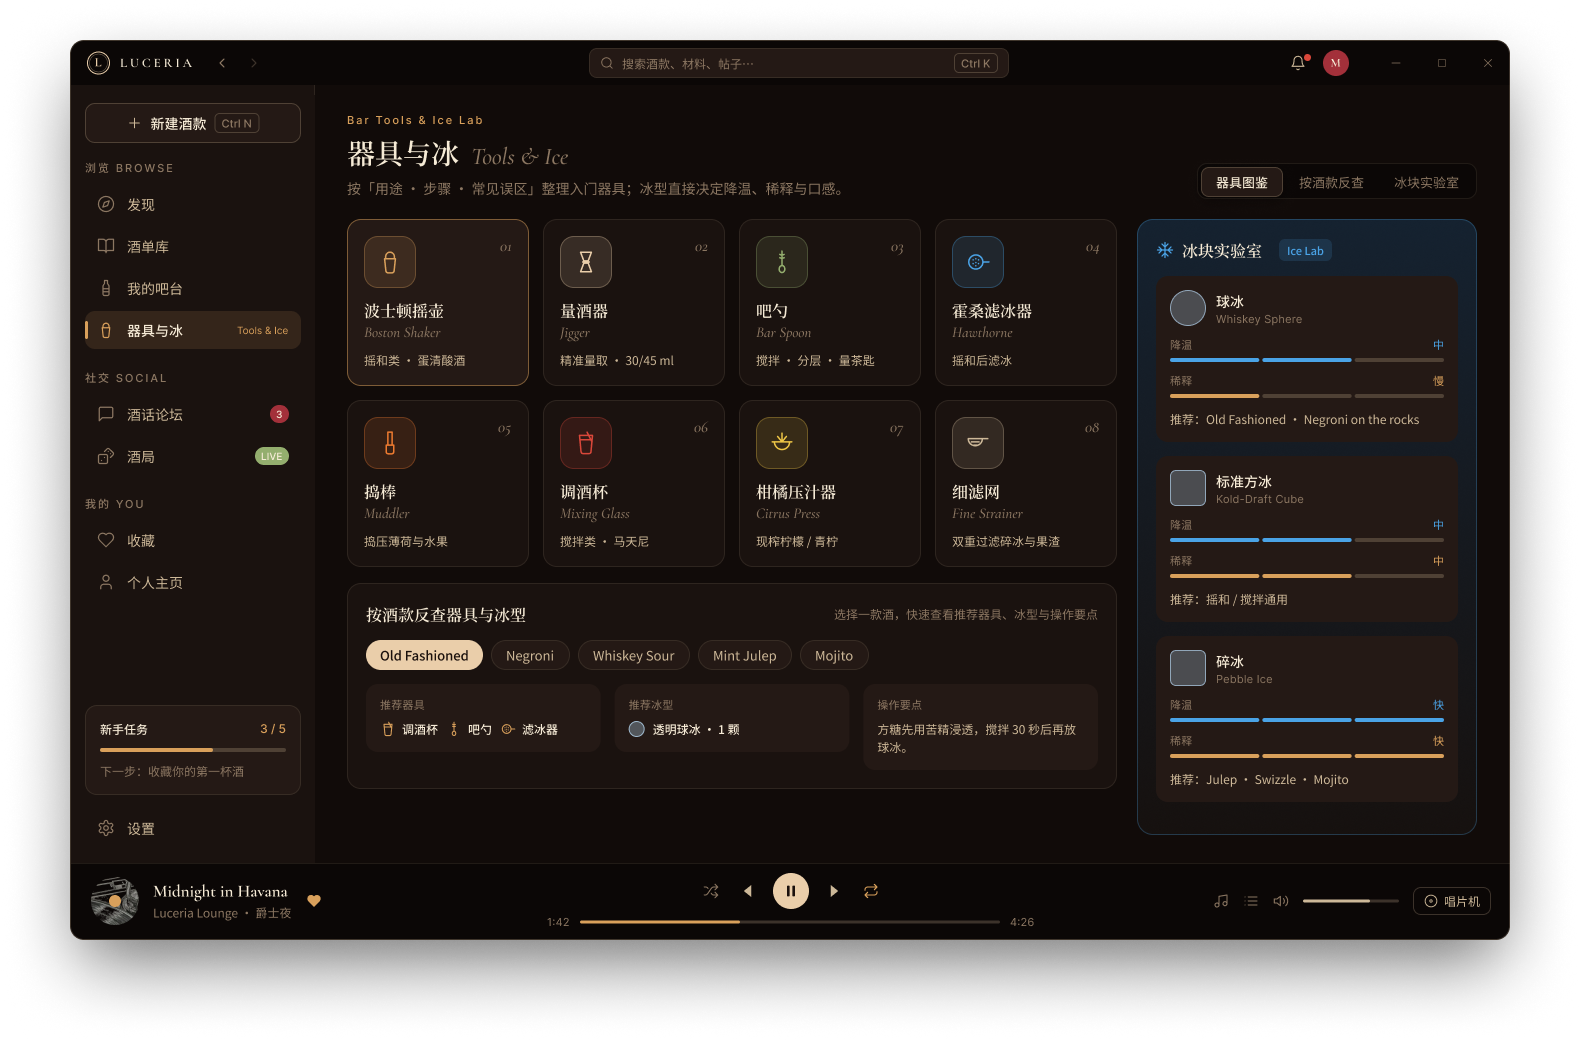 L LUCERIA
搜索酒款、材料、帖子… Ctrl K
M
新建酒款 Ctrl N
浏览 BROWSE
发现
酒单库
我的吧台
器具与冰 Tools & Ice
社交 SOCIAL
酒话论坛 3
酒局 LIVE
我的 YOU
收藏
个人主页
新手任务 3 / 5
下一步：收藏你的第一杯酒
设置
Bar Tools & Ice Lab
器具与冰 Tools & Ice
按「用途 · 步骤 · 常见误区」整理入门器具；冰型直接决定降温、稀释与口感。
器具图鉴 按酒款反查 冰块实验室
01
波士顿摇壶
Boston Shaker
摇和类 · 蛋清酸酒
02
量酒器
Jigger
精准量取 · 30/45 ml
03
吧勺
Bar Spoon
搅拌 · 分层 · 量茶匙
04
霍桑滤冰器
Hawthorne
摇和后滤冰
05
捣棒
Muddler
捣压薄荷与水果
06
调酒杯
Mixing Glass
搅拌类 · 马天尼
07
柑橘压汁器
Citrus Press
现榨柠檬 / 青柠
08
细滤网
Fine Strainer
双重过滤碎冰与果渣
按酒款反查器具与冰型
选择一款酒，快速查看推荐器具、冰型与操作要点
Old Fashioned Negroni Whiskey Sour Mint Julep Mojito
推荐器具
调酒杯 吧勺 滤冰器
推荐冰型
透明球冰 · 1 颗
操作要点
方糖先用苦精浸透，搅拌 30 秒后再放
球冰。
冰块实验室 Ice Lab
球冰
Whiskey Sphere
降温 中
稀释 慢
推荐：Old Fashioned · Negroni on the rocks
标准方冰
Kold-Draft Cube
降温 中
稀释 中
推荐：摇和 / 搅拌通用
碎冰
Pebble Ice
降温 快
稀释 快
推荐：Julep · Swizzle · Mojito
Midnight in Havana
Luceria Lounge · 爵士夜
1:42 4:26
唱片机